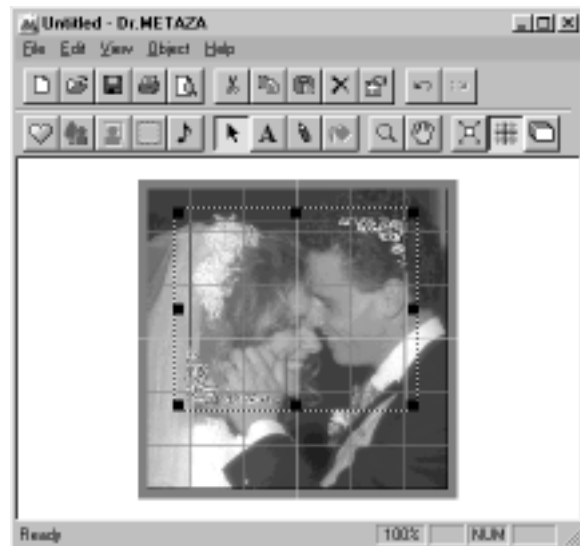 Untitled - Dr.METAZA
File Edit View Object Help
A
Ready 100% NUM